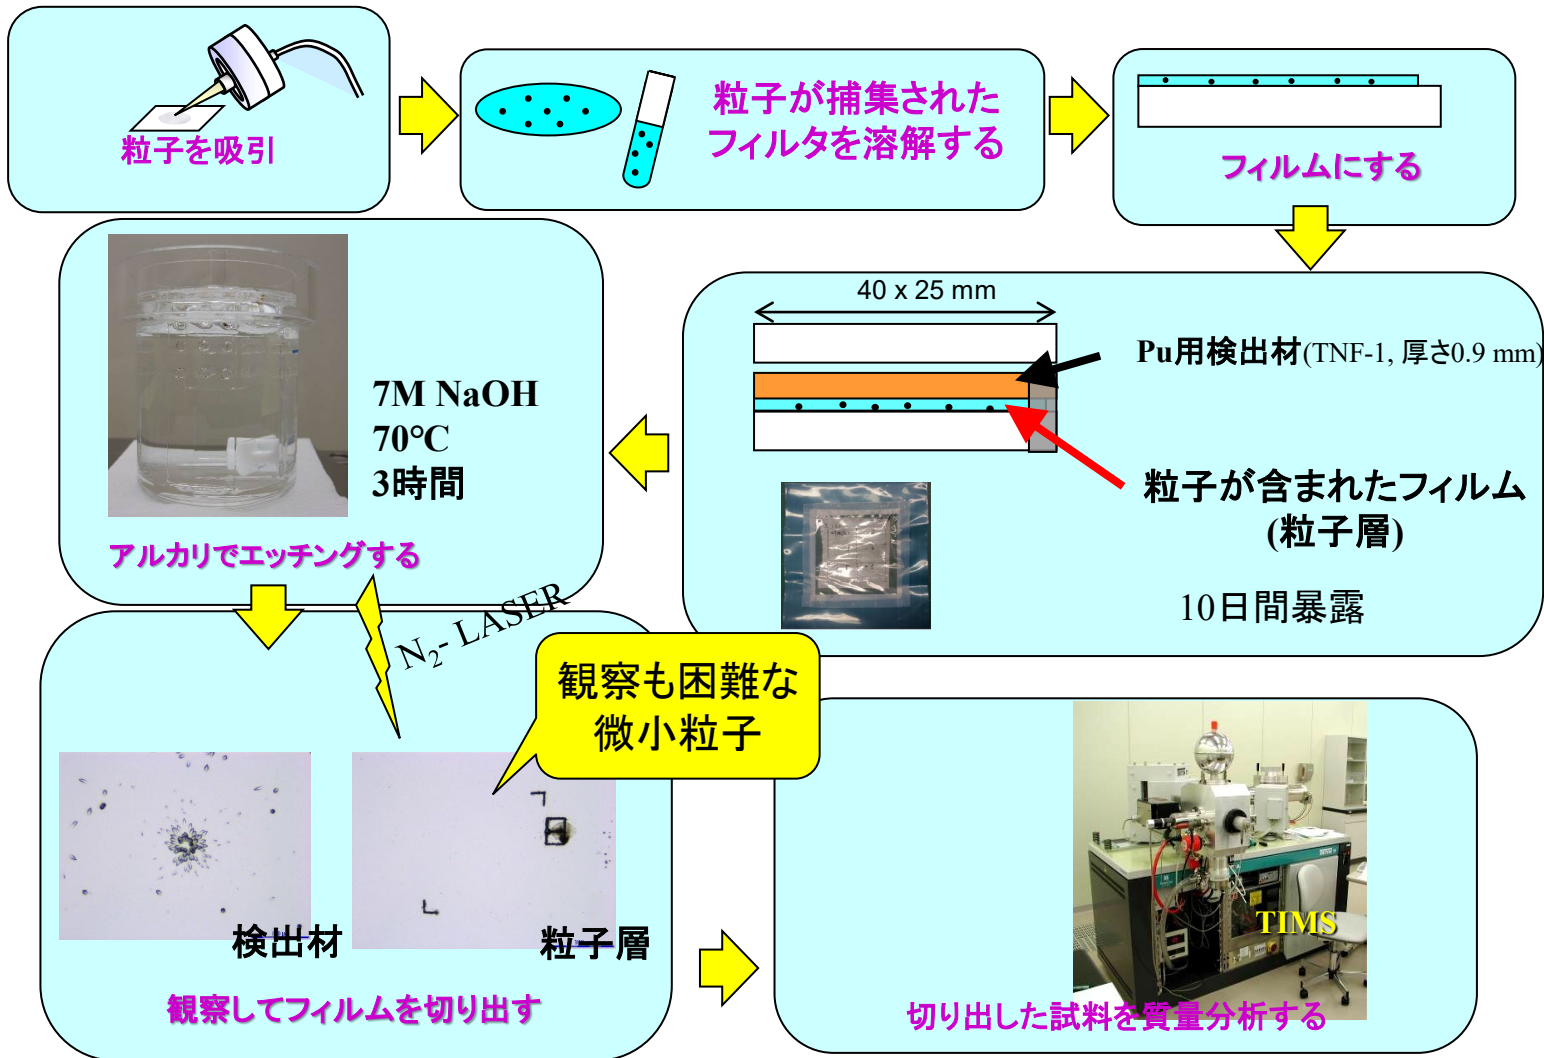 粒子を吸引
粒子が捕集された
フィルタを溶解する
フィルムにする
40 x 25 mm
Pu用検出材(TNF-1, 厚さ0.9 mm)
粒子が含まれたフィルム
(粒子層)
10日間暴露
7M NaOH
70℃
3時間
アルカリでエッチングする
N₂- LASER
観察も困難な
微小粒子
検出材
粒子層
観察してフィルムを切り出す
TIMS
切り出した試料を質量分析する